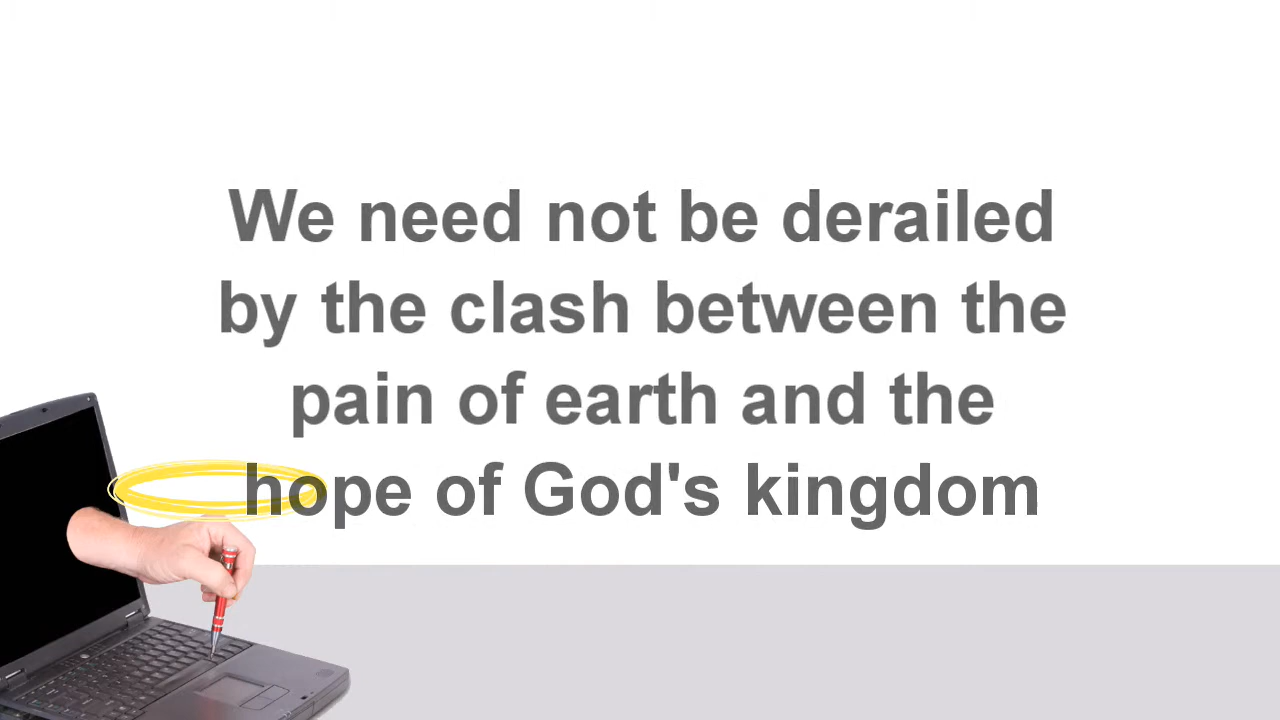 We need not be derailed
by the clash between the
pain of earth and the
hope of God's kingdom